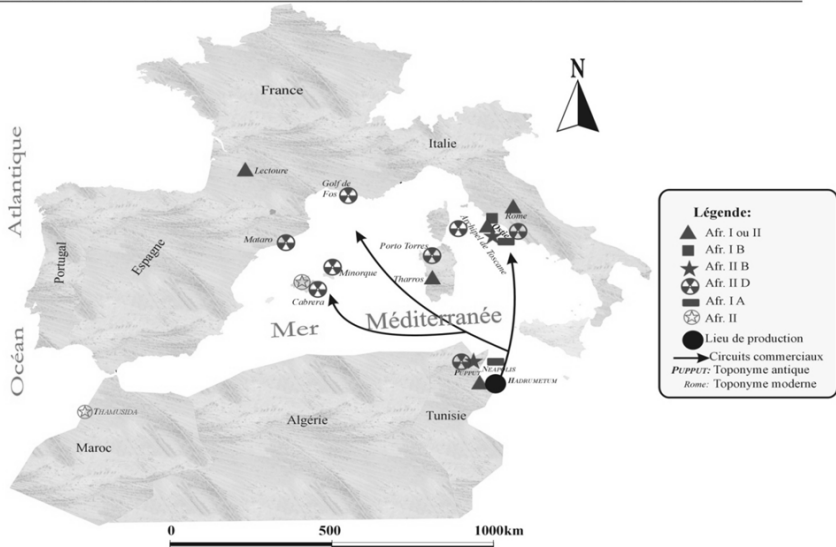 N
France
Italie
Océan Atlantique
Lectoure
Golf de
Fos
Rome
Archipel de Toscane
Portugal
Espagne
Mataro
Porto Torres
Minorque
Tharros
Cabrera
Mer Méditerranée
NEAPOLIS
PUPPUT
HADRUMETUM
THAMUSIDA
Algérie
Tunisie
Maroc
0 500 1000km
Légende:
Afr. I ou II
Afr. I B
Afr. II B
Afr. II D
Afr. I A
Afr. II
Lieu de production
Circuits commerciaux
PUPPUT: Toponyme antique
Rome: Toponyme moderne